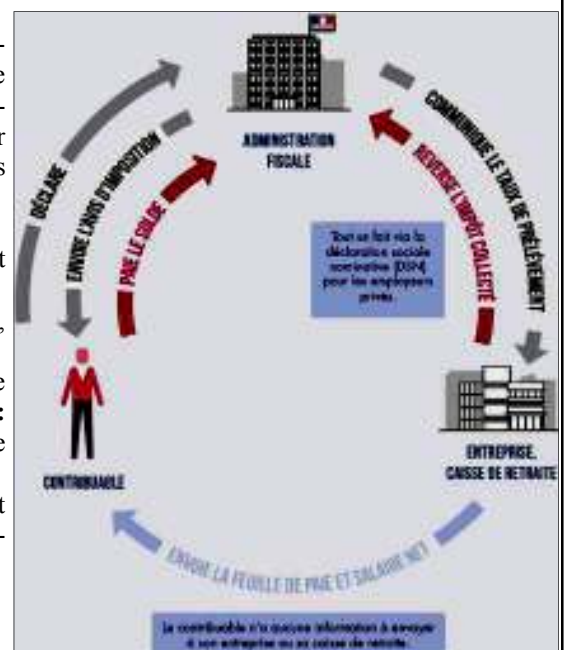 ADMINISTRATION
FISCALE
DÉCLARE
ENVOIE L'AVIS D'IMPOSITION
PAIE LE SOLDE
COMMUNIQUE LE TAUX DE PRÉLÈVEMENT
REVERSE L'IMPÔT COLLECTÉ
Tout se fait via la
déclaration sociale
nominative (DSN)
pour les employeurs
privés.
CONTRIBUABLE
ENTREPRISE,
CAISSE DE RETRAITE
ENVOIE LA FEUILLE DE PAIE ET SALAIRE NET
Le contribuable n'a aucune information à envoyer
à son entreprise ou sa caisse de retraite.